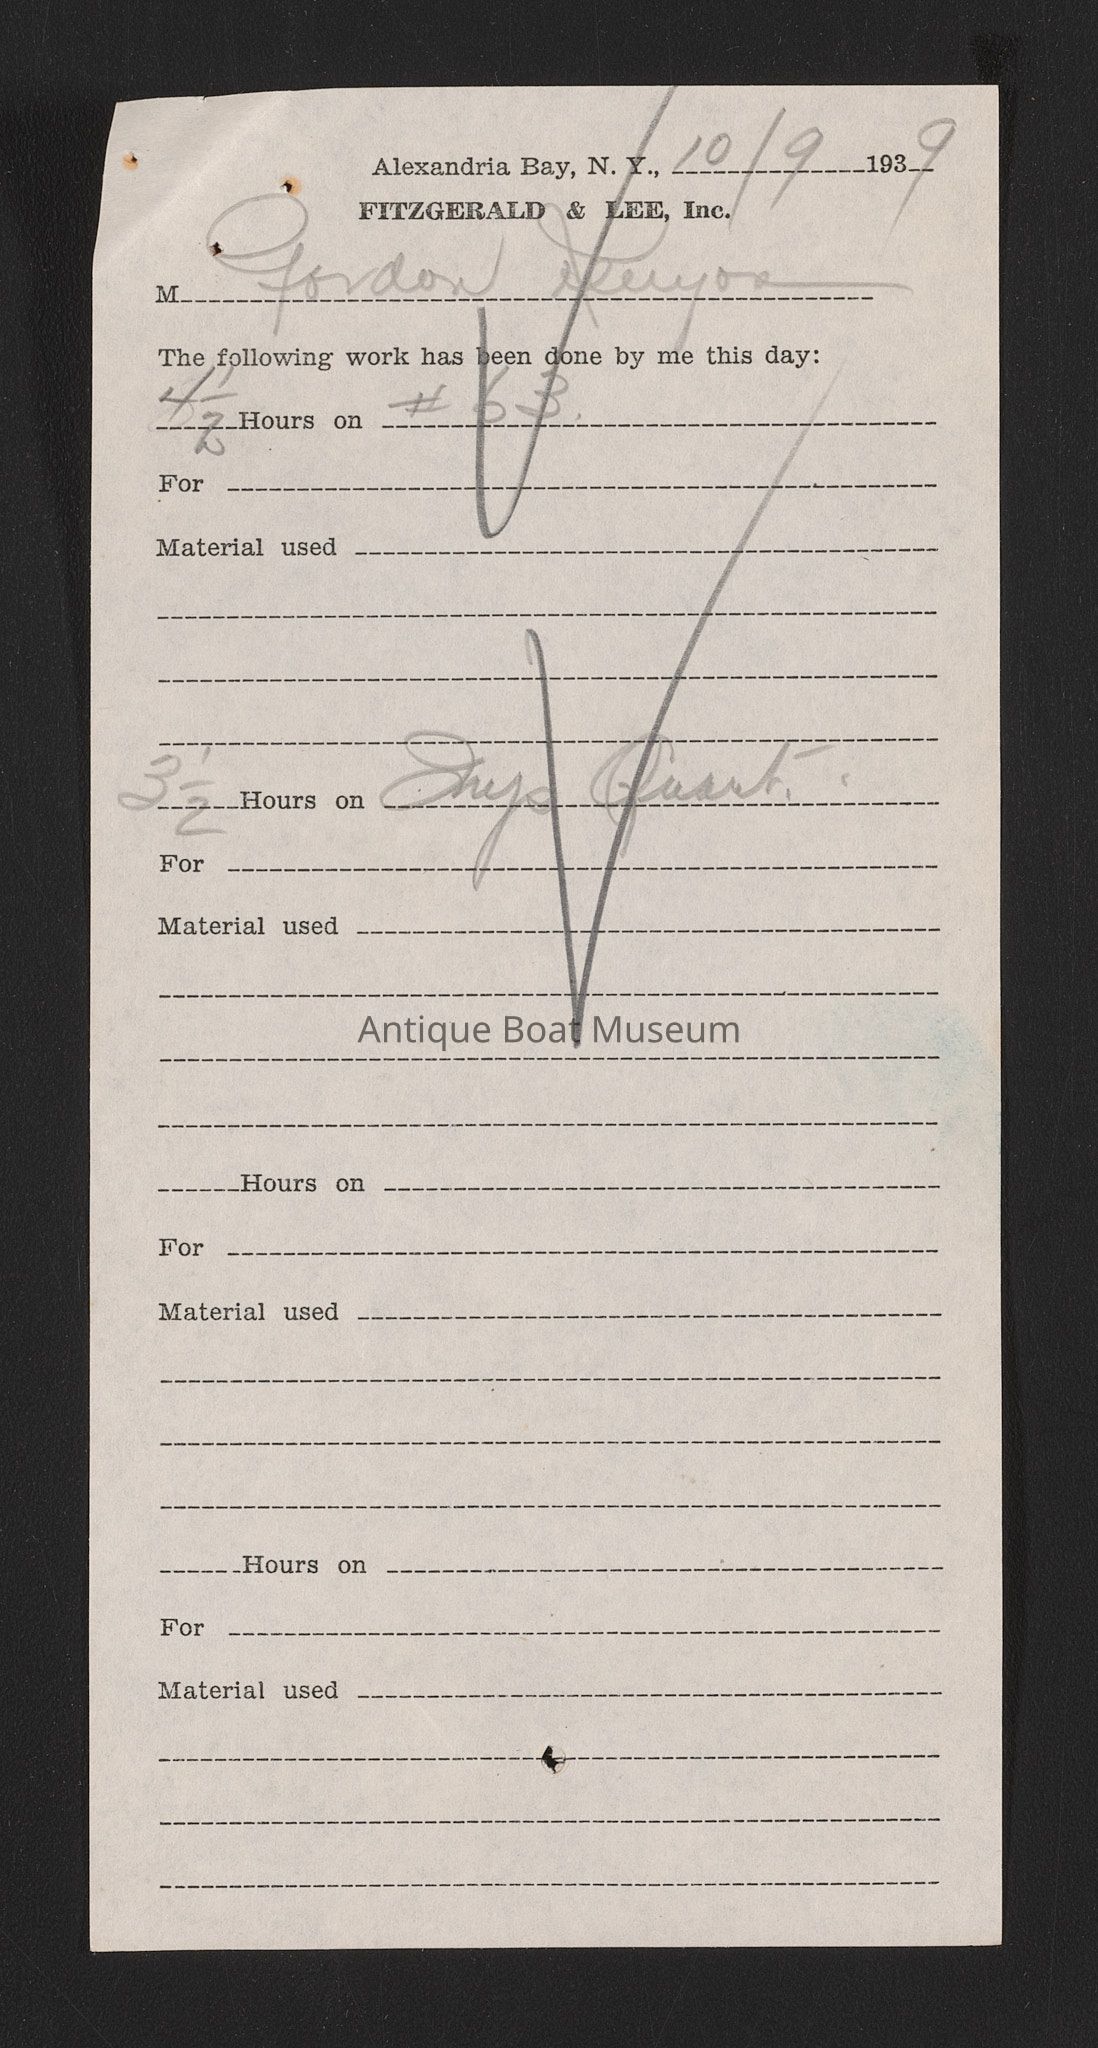 Alexandria Bay, N. Y., 10/9 1939
FITZGERALD & LEE, Inc.
M Gordon Kenyon
The following work has been done by me this day:
4 1/2 Hours on # 63.
For
Material used
3 1/2 Hours on Quart.
For
Material used
Antique Boat Museum
Hours on
For
Material used
Hours on
For
Material used